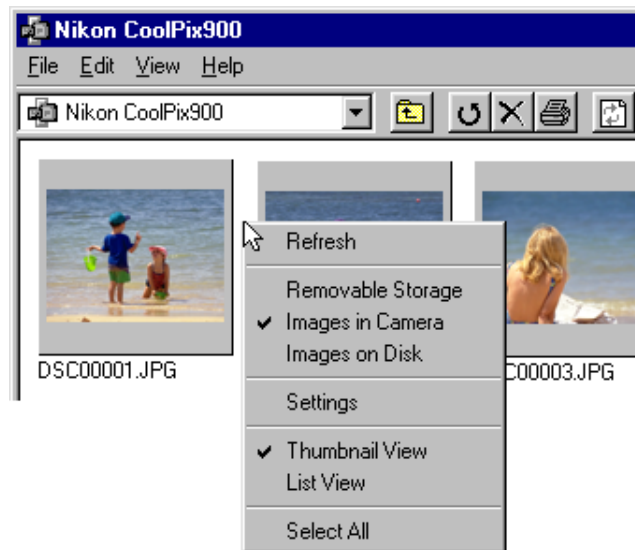 Nikon CoolPix900
File Edit View Help
Nikon CoolPix900
Refresh
Removable Storage
Images in Camera
Images on Disk
DSC00001.JPG
C00003.JPG
Settings
Thumbnail View
List View
Select All